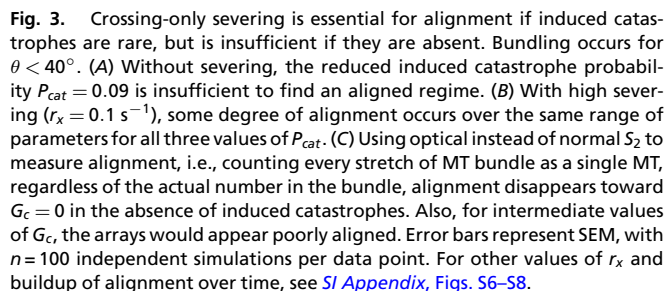 Fig. 3. Crossing-only severing is essential for alignment if induced catas-
trophes are rare, but is insufficient if they are absent. Bundling occurs for
θ < 40°. (A) Without severing, the reduced induced catastrophe probabil-
ity Pcat = 0.09 is insufficient to find an aligned regime. (B) With high sever-
ing (rx = 0.1 s−1), some degree of alignment occurs over the same range of
parameters for all three values of Pcat. (C) Using optical instead of normal S2 to
measure alignment, i.e., counting every stretch of MT bundle as a single MT,
regardless of the actual number in the bundle, alignment disappears toward
Gc = 0 in the absence of induced catastrophes. Also, for intermediate values
of Gc, the arrays would appear poorly aligned. Error bars represent SEM, with
n = 100 independent simulations per data point. For other values of rx and
buildup of alignment over time, see SI Appendix, Figs. S6–S8.